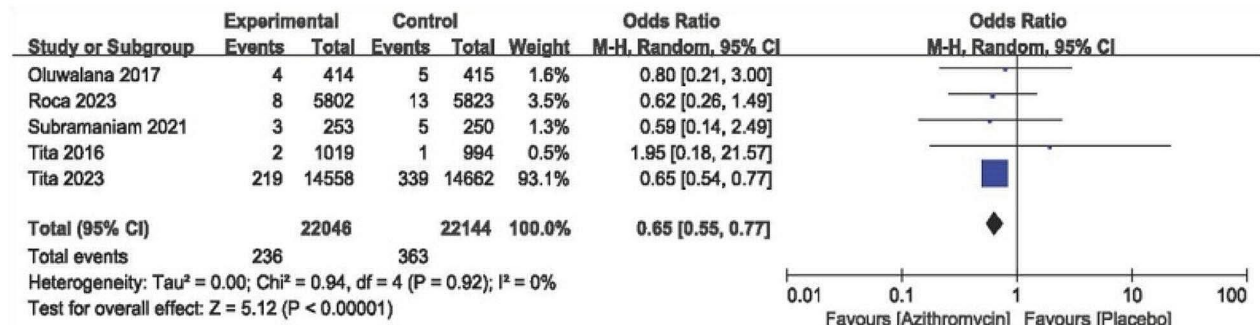 Experimental Control Odds Ratio Odds Ratio
Study or Subgroup Events Total Events Total Weight M-H, Random, 95% CI M-H, Random, 95% CI
Oluwalana 2017 4 414 5 415 1.6% 0.80 [0.21, 3.00]
Roca 2023 8 5802 13 5823 3.5% 0.62 [0.26, 1.49]
Subramaniam 2021 3 253 5 250 1.3% 0.59 [0.14, 2.49]
Tita 2016 2 1019 1 994 0.5% 1.95 [0.18, 21.57]
Tita 2023 219 14558 339 14662 93.1% 0.65 [0.54, 0.77]
Total (95% CI) 22046 22144 100.0% 0.65 [0.55, 0.77]
Total events 236 363
Heterogeneity: Tau² = 0.00; Chi² = 0.94, df = 4 (P = 0.92); I² = 0%
Test for overall effect: Z = 5.12 (P < 0.00001)
0.01 0.1 1 10 100
Favours [Azithromycin] Favours [Placebo]